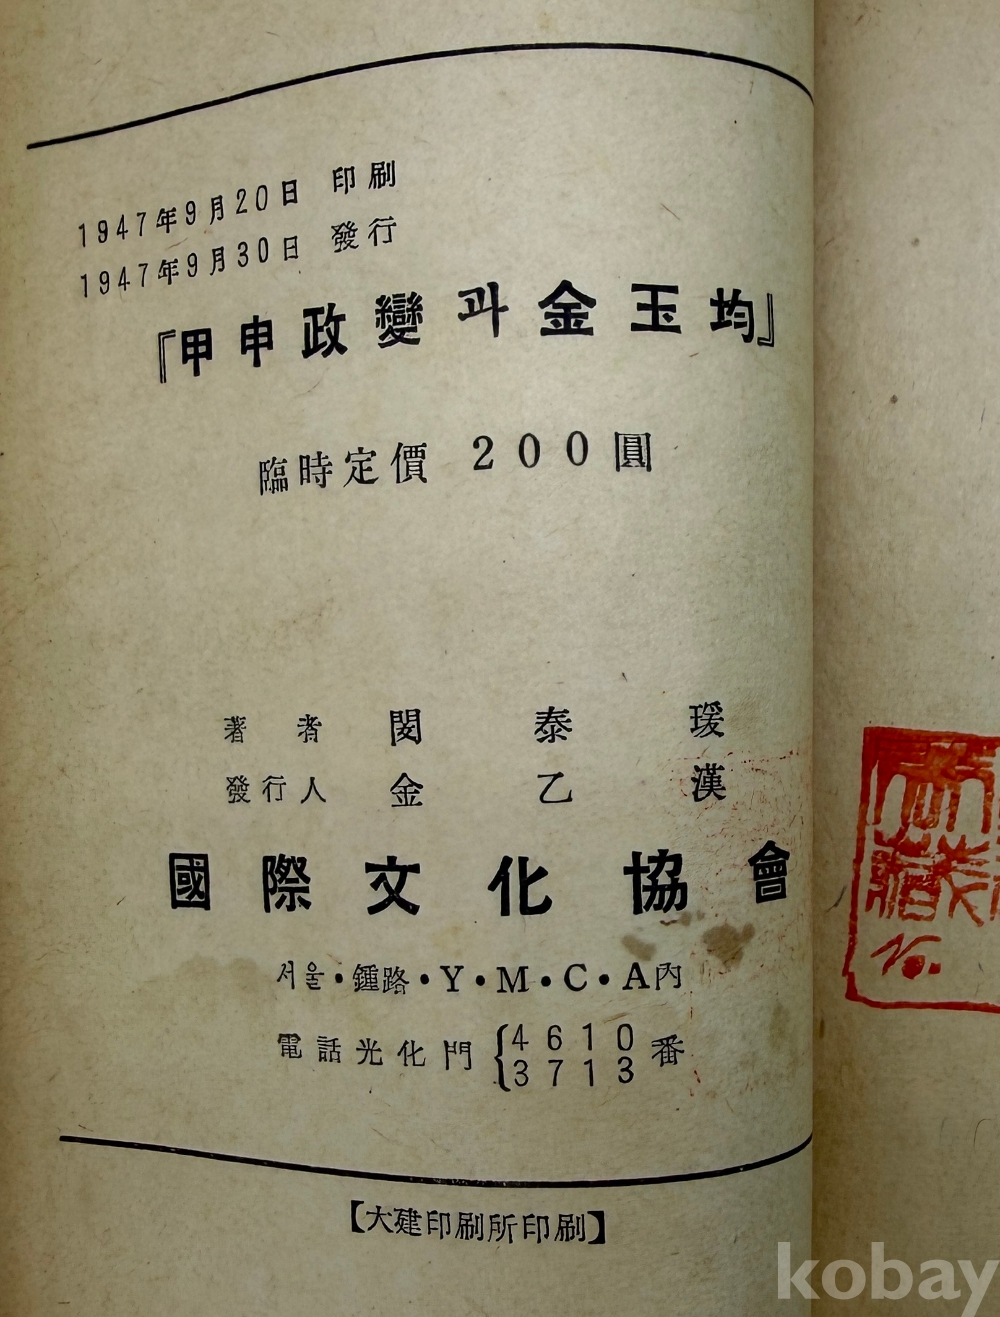 1947年9月20日 印刷
1947年9月30日 發行
『甲申政變과金玉均』
臨時定價 200圓
著者 閔泰瑗
發行人 金乙漢
國際文化協會
서울・鍾路・Y・M・C・A內
電話光化門{4610 3713番
【大建印刷所印刷】
kobay